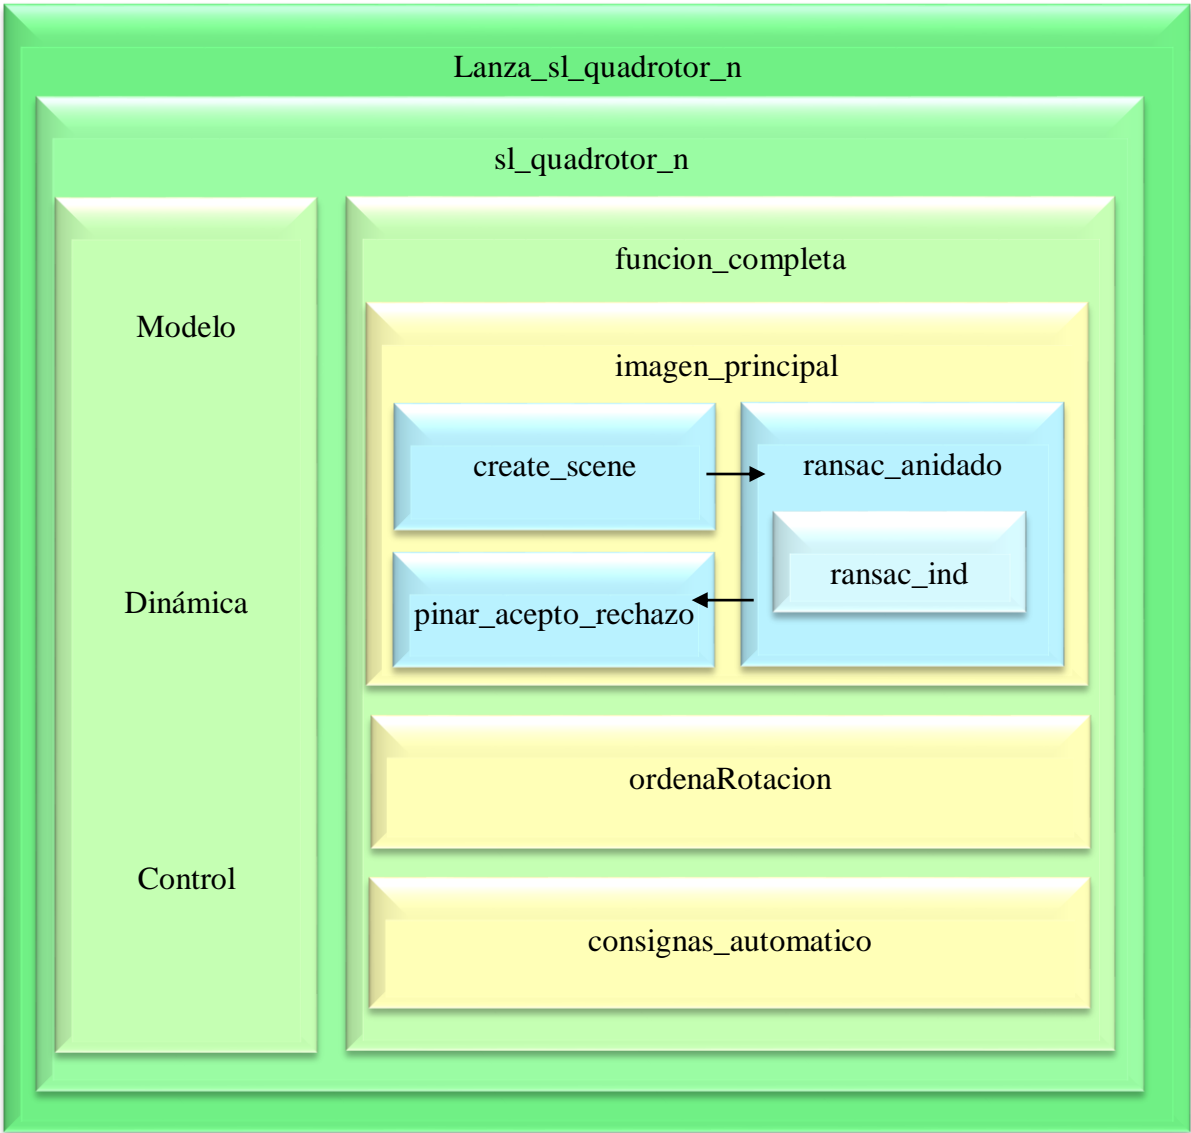 Lanza_sl_quadrotor_n
sl_quadrotor_n
Modelo
Dinámica
Control
funcion_completa
imagen_principal
create_scene
ransac_anidado
ransac_ind
pinar_acepto_rechazo
ordenaRotacion
consignas_automatico